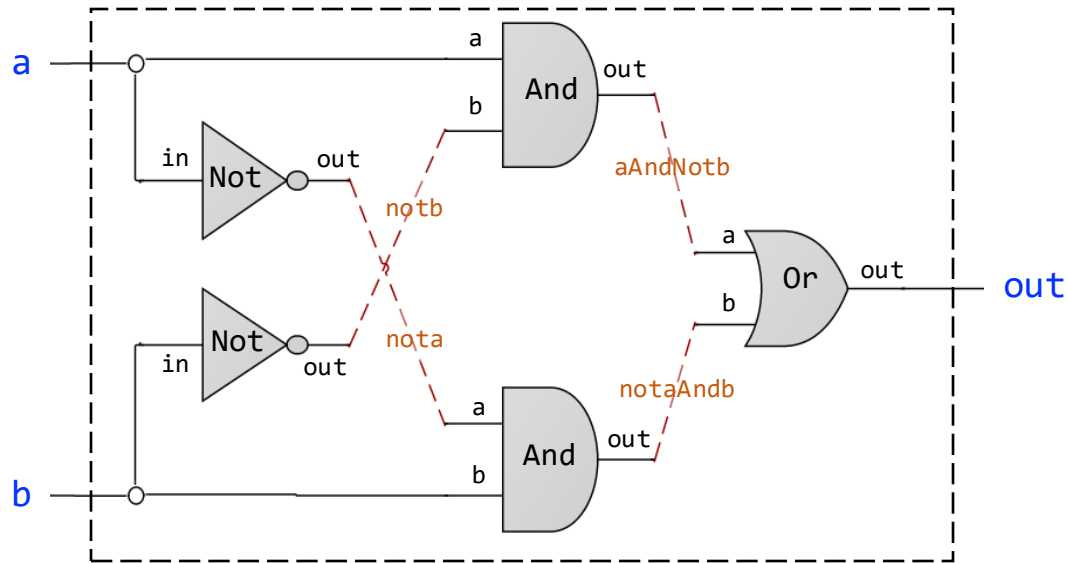 a
a
And
out
b
in
Not
out
aAndNotb
notb
a
Or
out
out
b
Not
nota
in
out
notaAndb
a
And
out
b
b